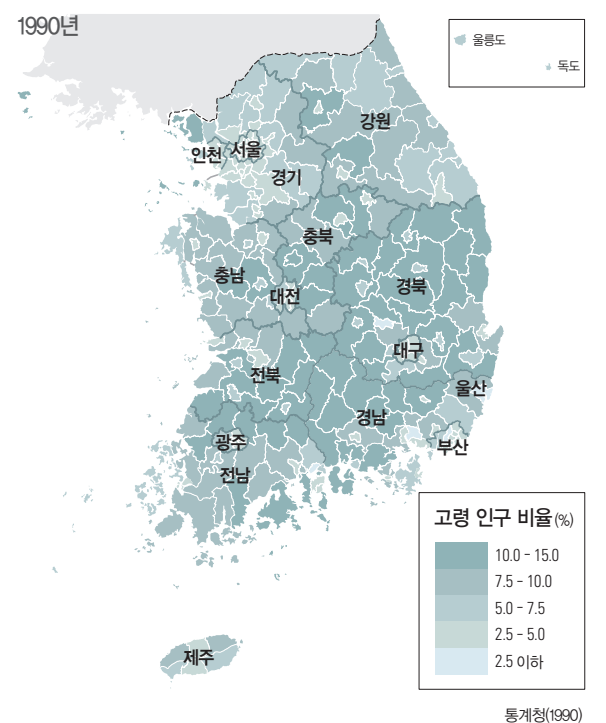 1990년
울릉도
독도
강원
인천
서울
경기
충북
충남
대전
경북
대구
전북
울산
경남
광주
부산
전남
제주
고령 인구 비율(%)
10.0 - 15.0
7.5 - 10.0
5.0 - 7.5
2.5 - 5.0
2.5 이하
통계청(1990)